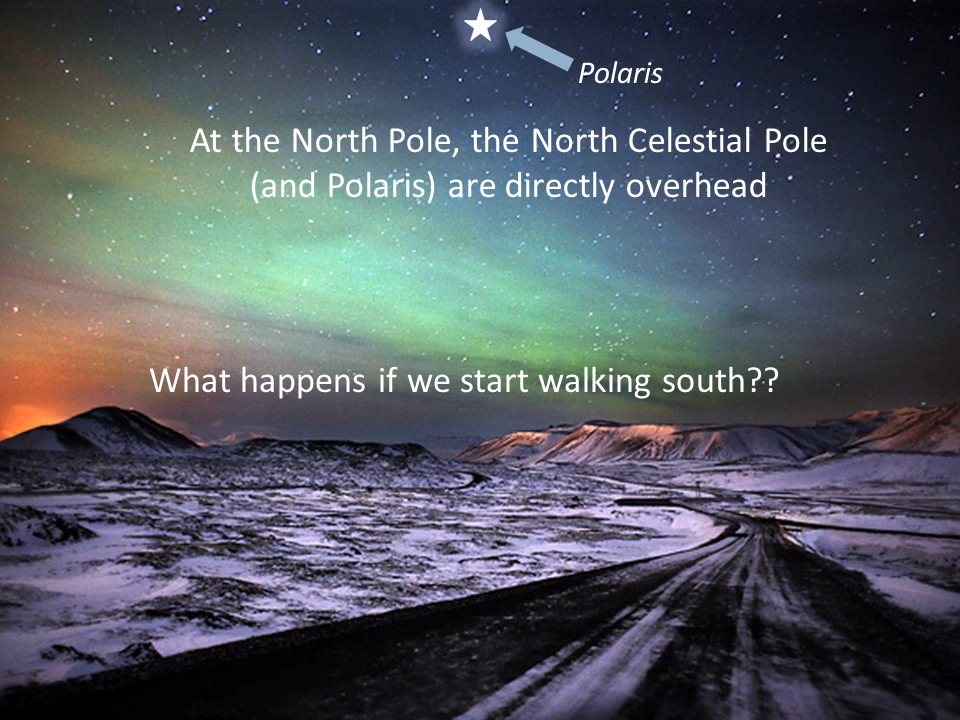 Polaris
At the North Pole, the North Celestial Pole
(and Polaris) are directly overhead
What happens if we start walking south??